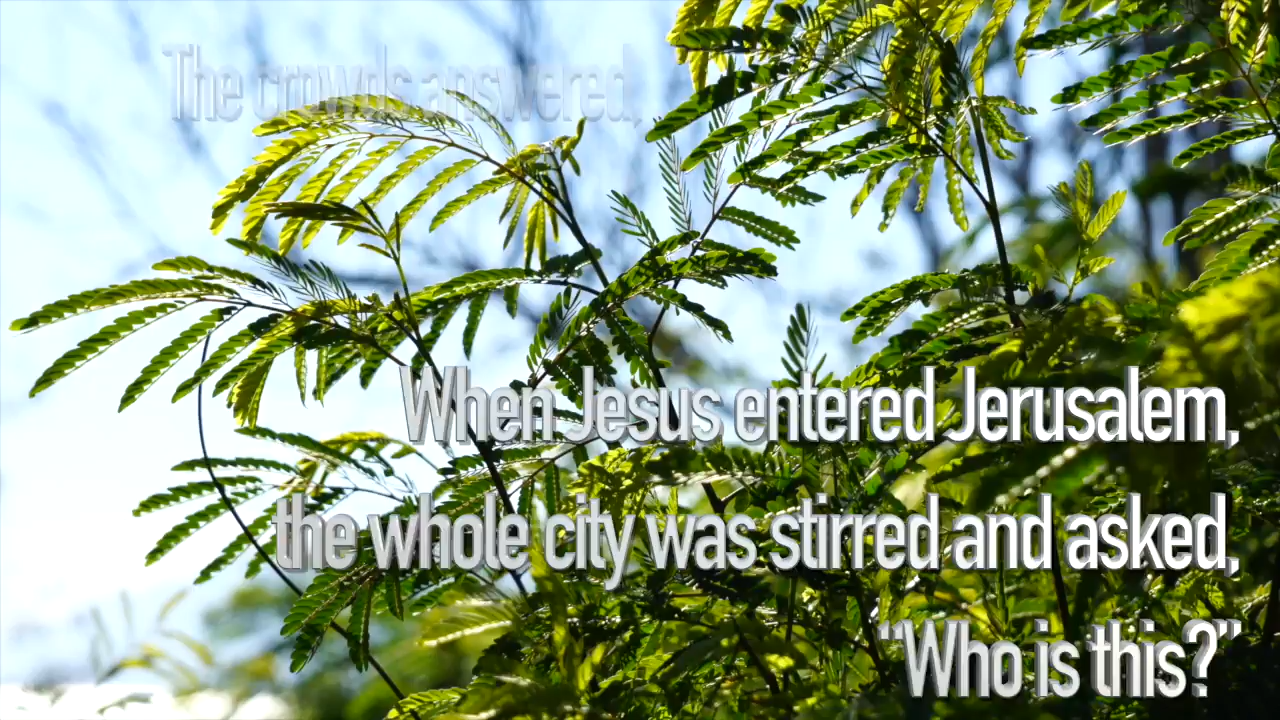 The crowds answered,
When Jesus entered Jerusalem,
the whole city was stirred and asked,
“Who is this?”